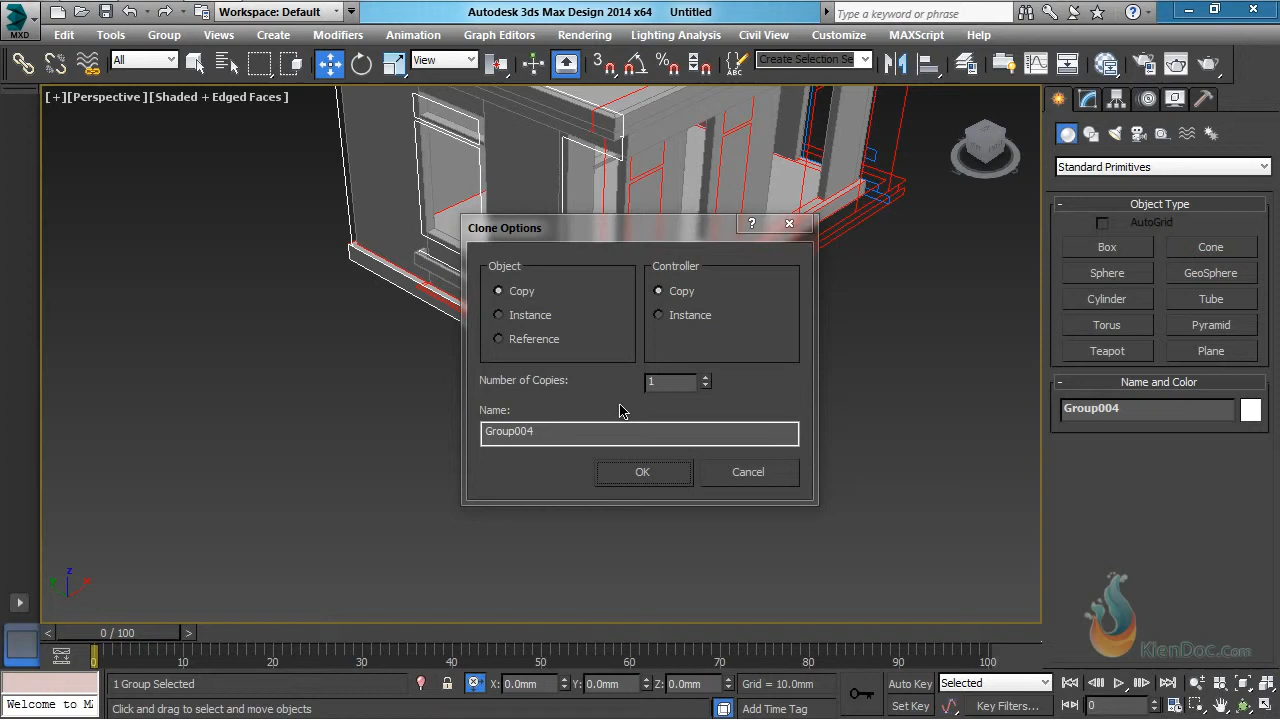 Workspace: Default
Autodesk 3ds Max Design 2014 x64 Untitled
Type a keyword or phrase
MXD
Edit Tools Group Views Create Modifiers Animation Graph Editors Rendering Lighting Analysis Civil View Customize MAXScript Help
All
View
3
Create Selection Se
[+][Perspective][Shaded + Edged Faces]
Standard Primitives
Object Type
AutoGrid
Box Cone
Sphere GeoSphere
Cylinder Tube
Torus Pyramid
Teapot Plane
Name and Color
Group004
Clone Options
Object Controller
Copy Copy
Instance Instance
Reference
Number of Copies: 1
Name:
Group004
OK Cancel
z
KienDoc.Com
0 / 100
0 10 20 30 40 50 60 70 80 90 100
1 Group Selected X: 0.0mm Y: 0.0mm Z: 0.0mm Grid = 10.0mm Auto Key Selected
Welcome to M Click and drag to select and move objects Add Time Tag Set Key Key Filters... 0